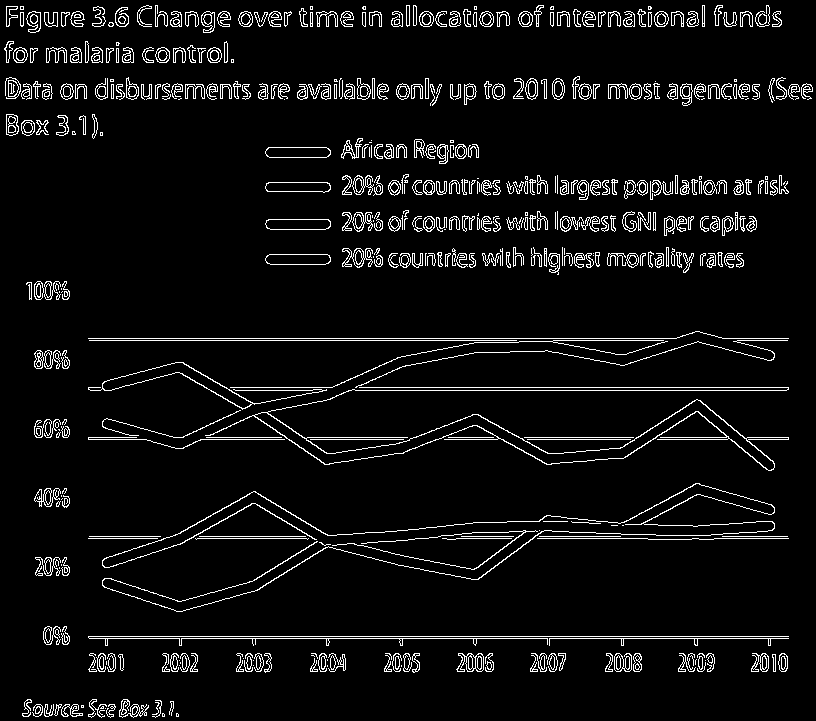 Figure 3.6 Change over time in allocation of international funds
for malaria control.
Data on disbursements are available only up to 2010 for most agencies (See
Box 3.1).
African Region
20% of countries with largest population at risk
20% of countries with lowest GNI per capita
20% countries with highest mortality rates
100%
80%
60%
40%
20%
0%
2001 2002 2003 2004 2005 2006 2007 2008 2009 2010
Source: See Box 3.1.